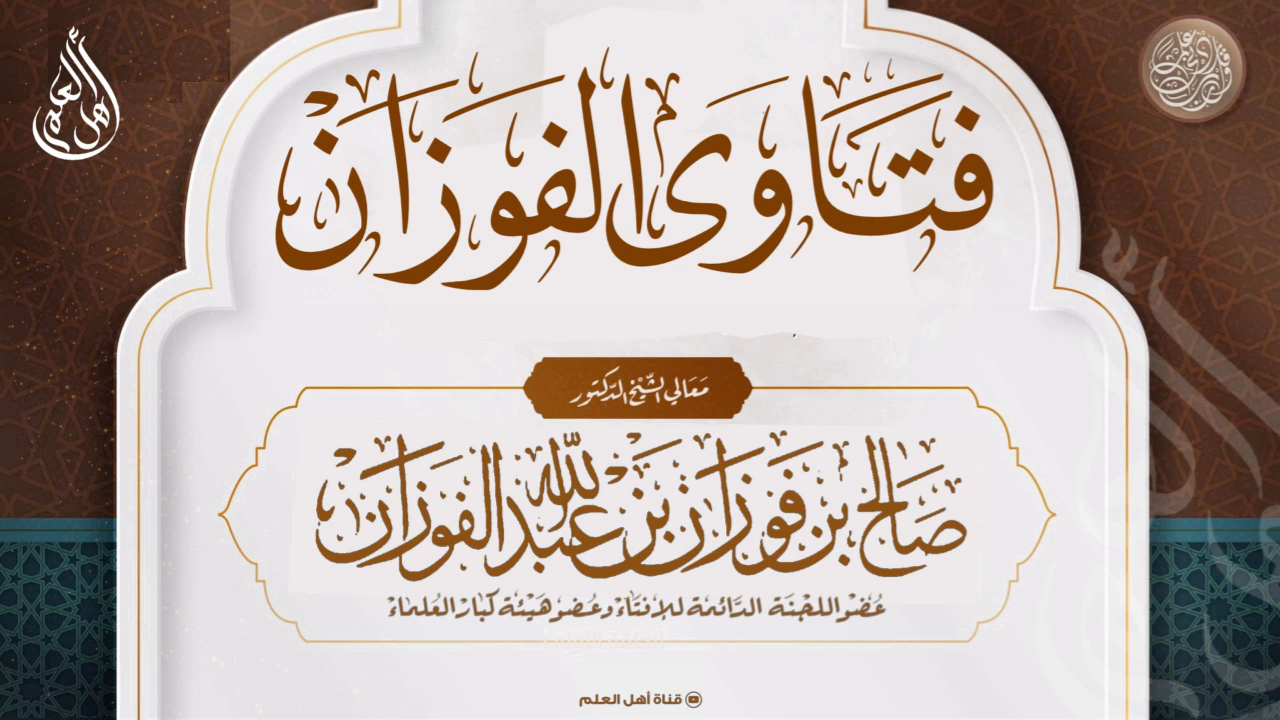 أهل العلم
فتاوى الفوزان
معالي الشيخ الدكتور
صالح بن فوزان بن عبد الله الفوزان
عضو اللجنة الدائمة للإفتاء وعضو هيئة كبار العلماء
قناة أهل العلم